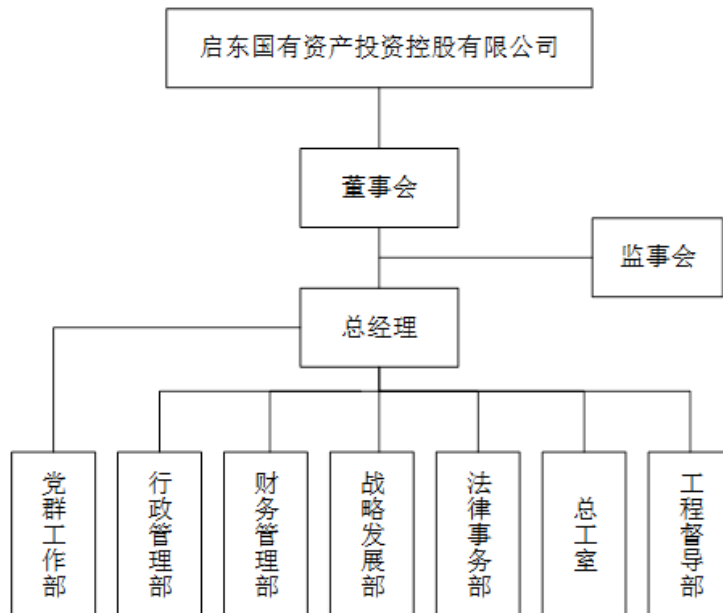 启东国有资产投资控股有限公司
董事会
监事会
总经理
党群工作部
行政管理部
财务管理部
战略发展部
法律事务部
总工室
工程督导部